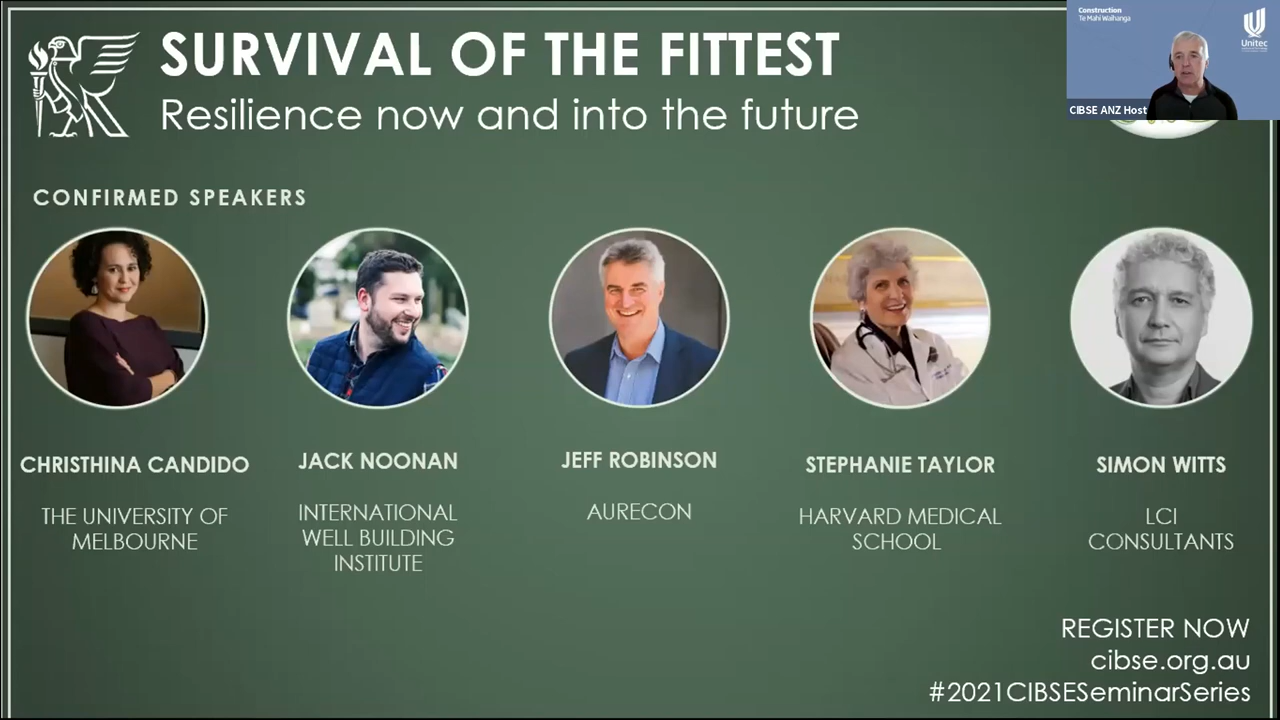 SURVIVAL OF THE FITTEST
Resilience now and into the future
Construction
Te Mahi Waihanga
Unitec
CIBSE ANZ Host
CONFIRMED SPEAKERS
CHRISTHINA CANDIDO
THE UNIVERSITY OF
MELBOURNE
JACK NOONAN
INTERNATIONAL
WELL BUILDING
INSTITUTE
JEFF ROBINSON
AURECON
STEPHANIE TAYLOR
HARVARD MEDICAL
SCHOOL
SIMON WITTS
LCI
CONSULTANTS
REGISTER NOW
cibse.org.au
#2021CIBSESeminarSeries